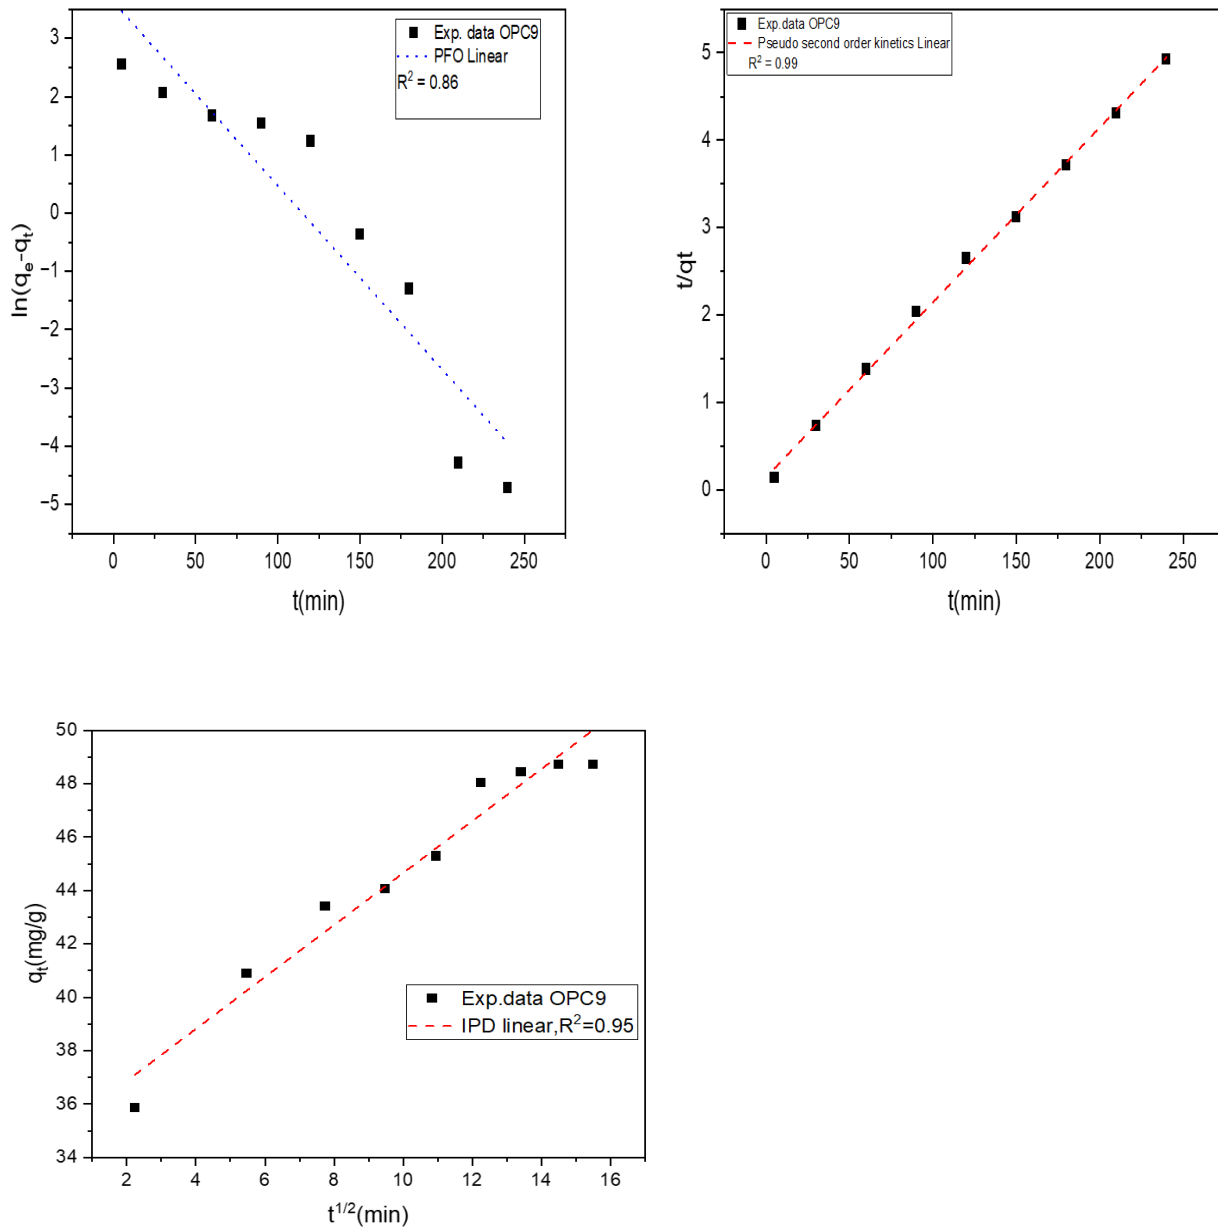 Exp. data OPC9
PFO Linear
R² = 0.86
3
2
1
0
−1
−2
−3
−4
−5
ln(qₑ-qₜ)
0 50 100 150 200 250
t(min)
Exp.data OPC9
Pseudo second order kinetics Linear
R² = 0.99
5
4
3
2
1
0
t/qt
0 50 100 150 200 250
t(min)
50
48
46
44
42
40
38
36
34
qₜ(mg/g)
Exp.data OPC9
IPD linear,R²=0.95
2 4 6 8 10 12 14 16
t^1/2(min)